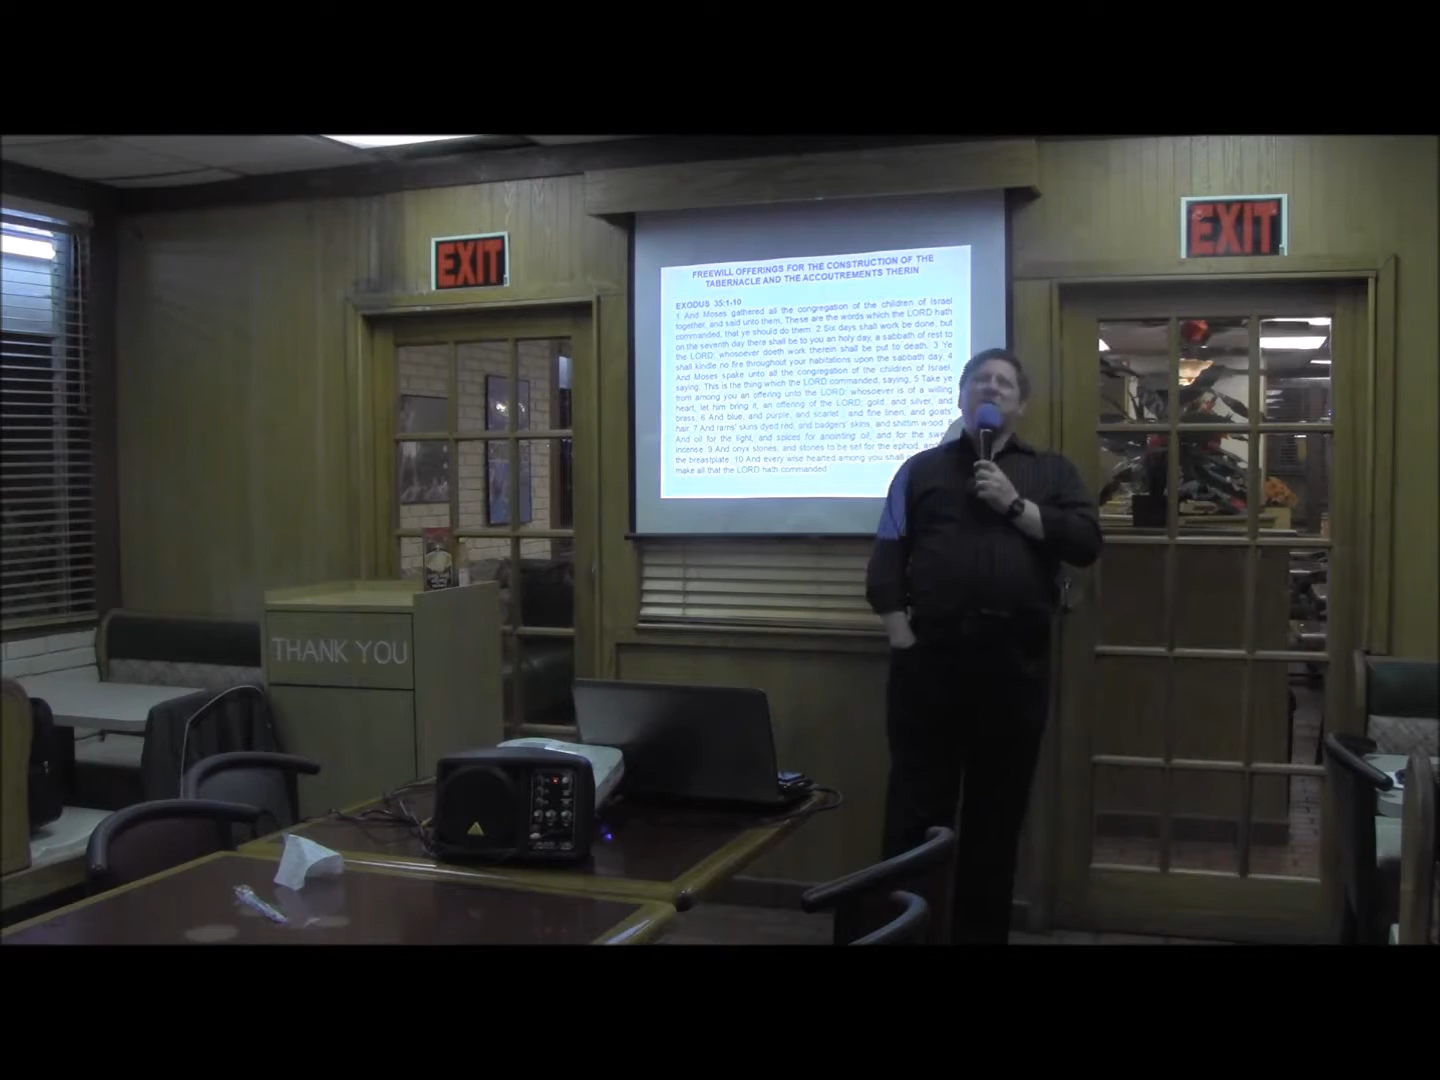 EXIT
EXIT
FREEWILL OFFERINGS FOR THE CONSTRUCTION OF THE
TABERNACLE AND THE ACCOUTREMENTS THERIN
EXODUS 35:1-10
1 And Moses gathered all the congregation of the children of Israel
together, and said unto them, These are the words which the LORD hath
commanded, that ye should do them. 2 Six days shall work be done, but
on the seventh day there shall be to you an holy day, a sabbath of rest to
the LORD: whosoever doeth work therein shall be put to death. 3 Ye
shall kindle no fire throughout your habitations upon the sabbath day. 4
And Moses spake unto all the congregation of the children of Israel,
saying, This is the thing which the LORD commanded, saying, 5 Take ye
from among you an offering unto the LORD: whosoever is of a willing
heart, let him bring it, an offering of the LORD; gold, and silver, and
brass, 6 And blue, and purple, and scarlet, and fine linen, and goats'
hair, 7 And rams' skins dyed red, and badgers' skins, and shittim wood, 8
And oil for the light, and spices for anointing oil, and for the
incense, 9 And onyx stones, and stones to be set for the ephod, and
the breastplate. 10 And every wise hearted among you shall
make all that the LORD hath commanded
THANK YOU